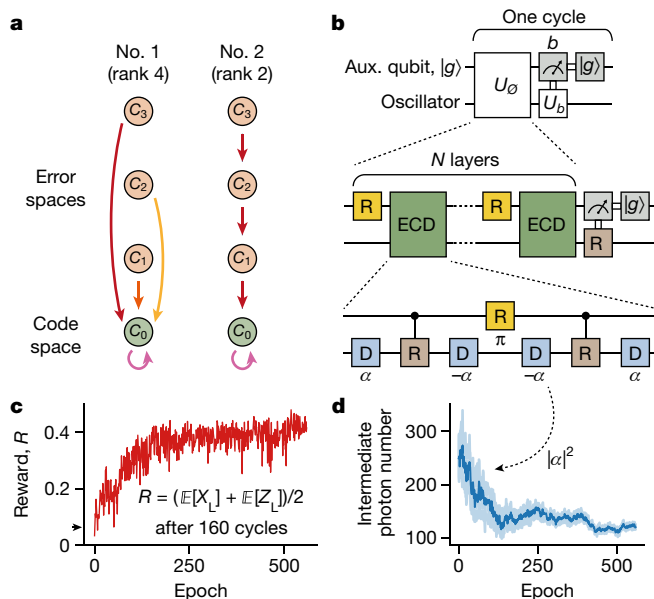 a
No. 1
(rank 4)
No. 2
(rank 2)
C3
C3
Error
spaces
C2
C2
C1
C1
Code
space
C0
C0
b
One cycle
b
Aux. qubit, |g⟩
UØ
|g⟩
Oscillator
Ub
N layers
R
ECD
R
ECD
|g⟩
R
R
π
D
R
D
D
R
D
α
−α
−α
α
c
Reward, R
0.4
0.2
0
R = (𝔼[XL] + 𝔼[ZL])/2
after 160 cycles
0
250
500
Epoch
d
|α|²
Intermediate
photon number
300
200
100
0
250
500
Epoch